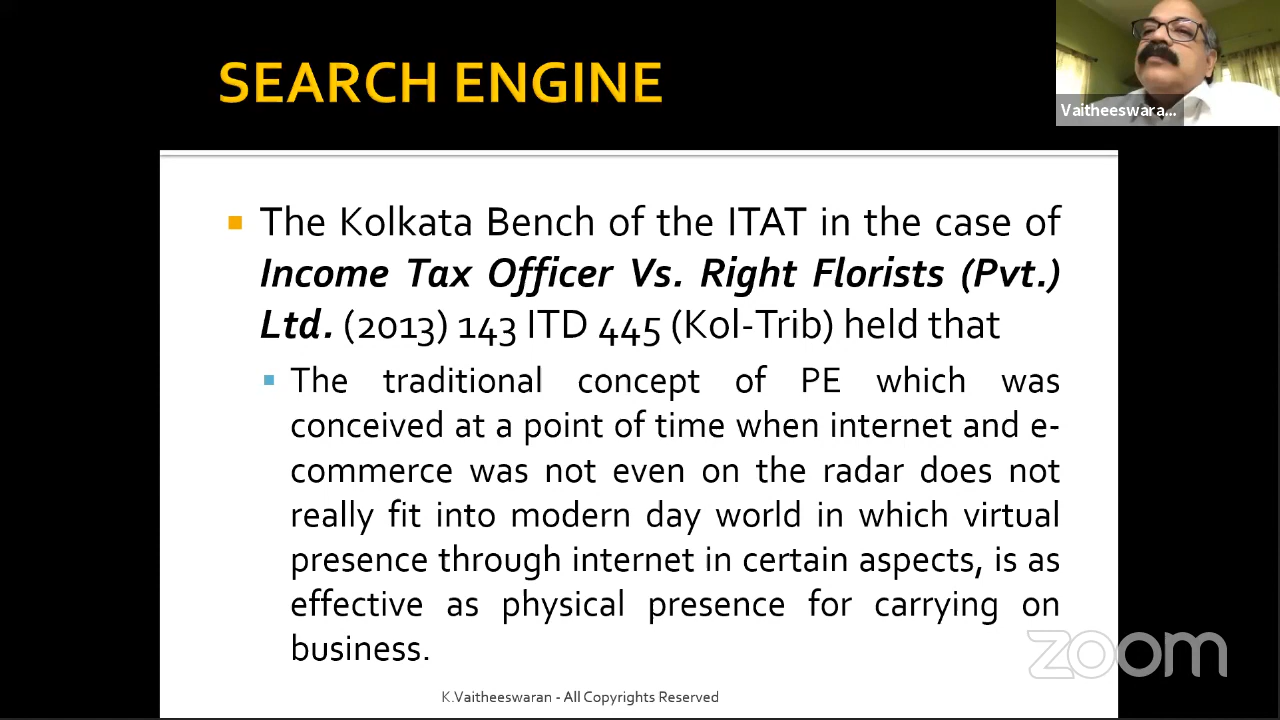 SEARCH ENGINE
Vaitheeswara...
The Kolkata Bench of the ITAT in the case of
Income Tax Officer Vs. Right Florists (Pvt.)
Ltd. (2013) 143 ITD 445 (Kol-Trib) held that
The traditional concept of PE which was
conceived at a point of time when internet and e-
commerce was not even on the radar does not
really fit into modern day world in which virtual
presence through internet in certain aspects, is as
effective as physical presence for carrying on
business.
zoom
K.Vaitheeswaran - All Copyrights Reserved